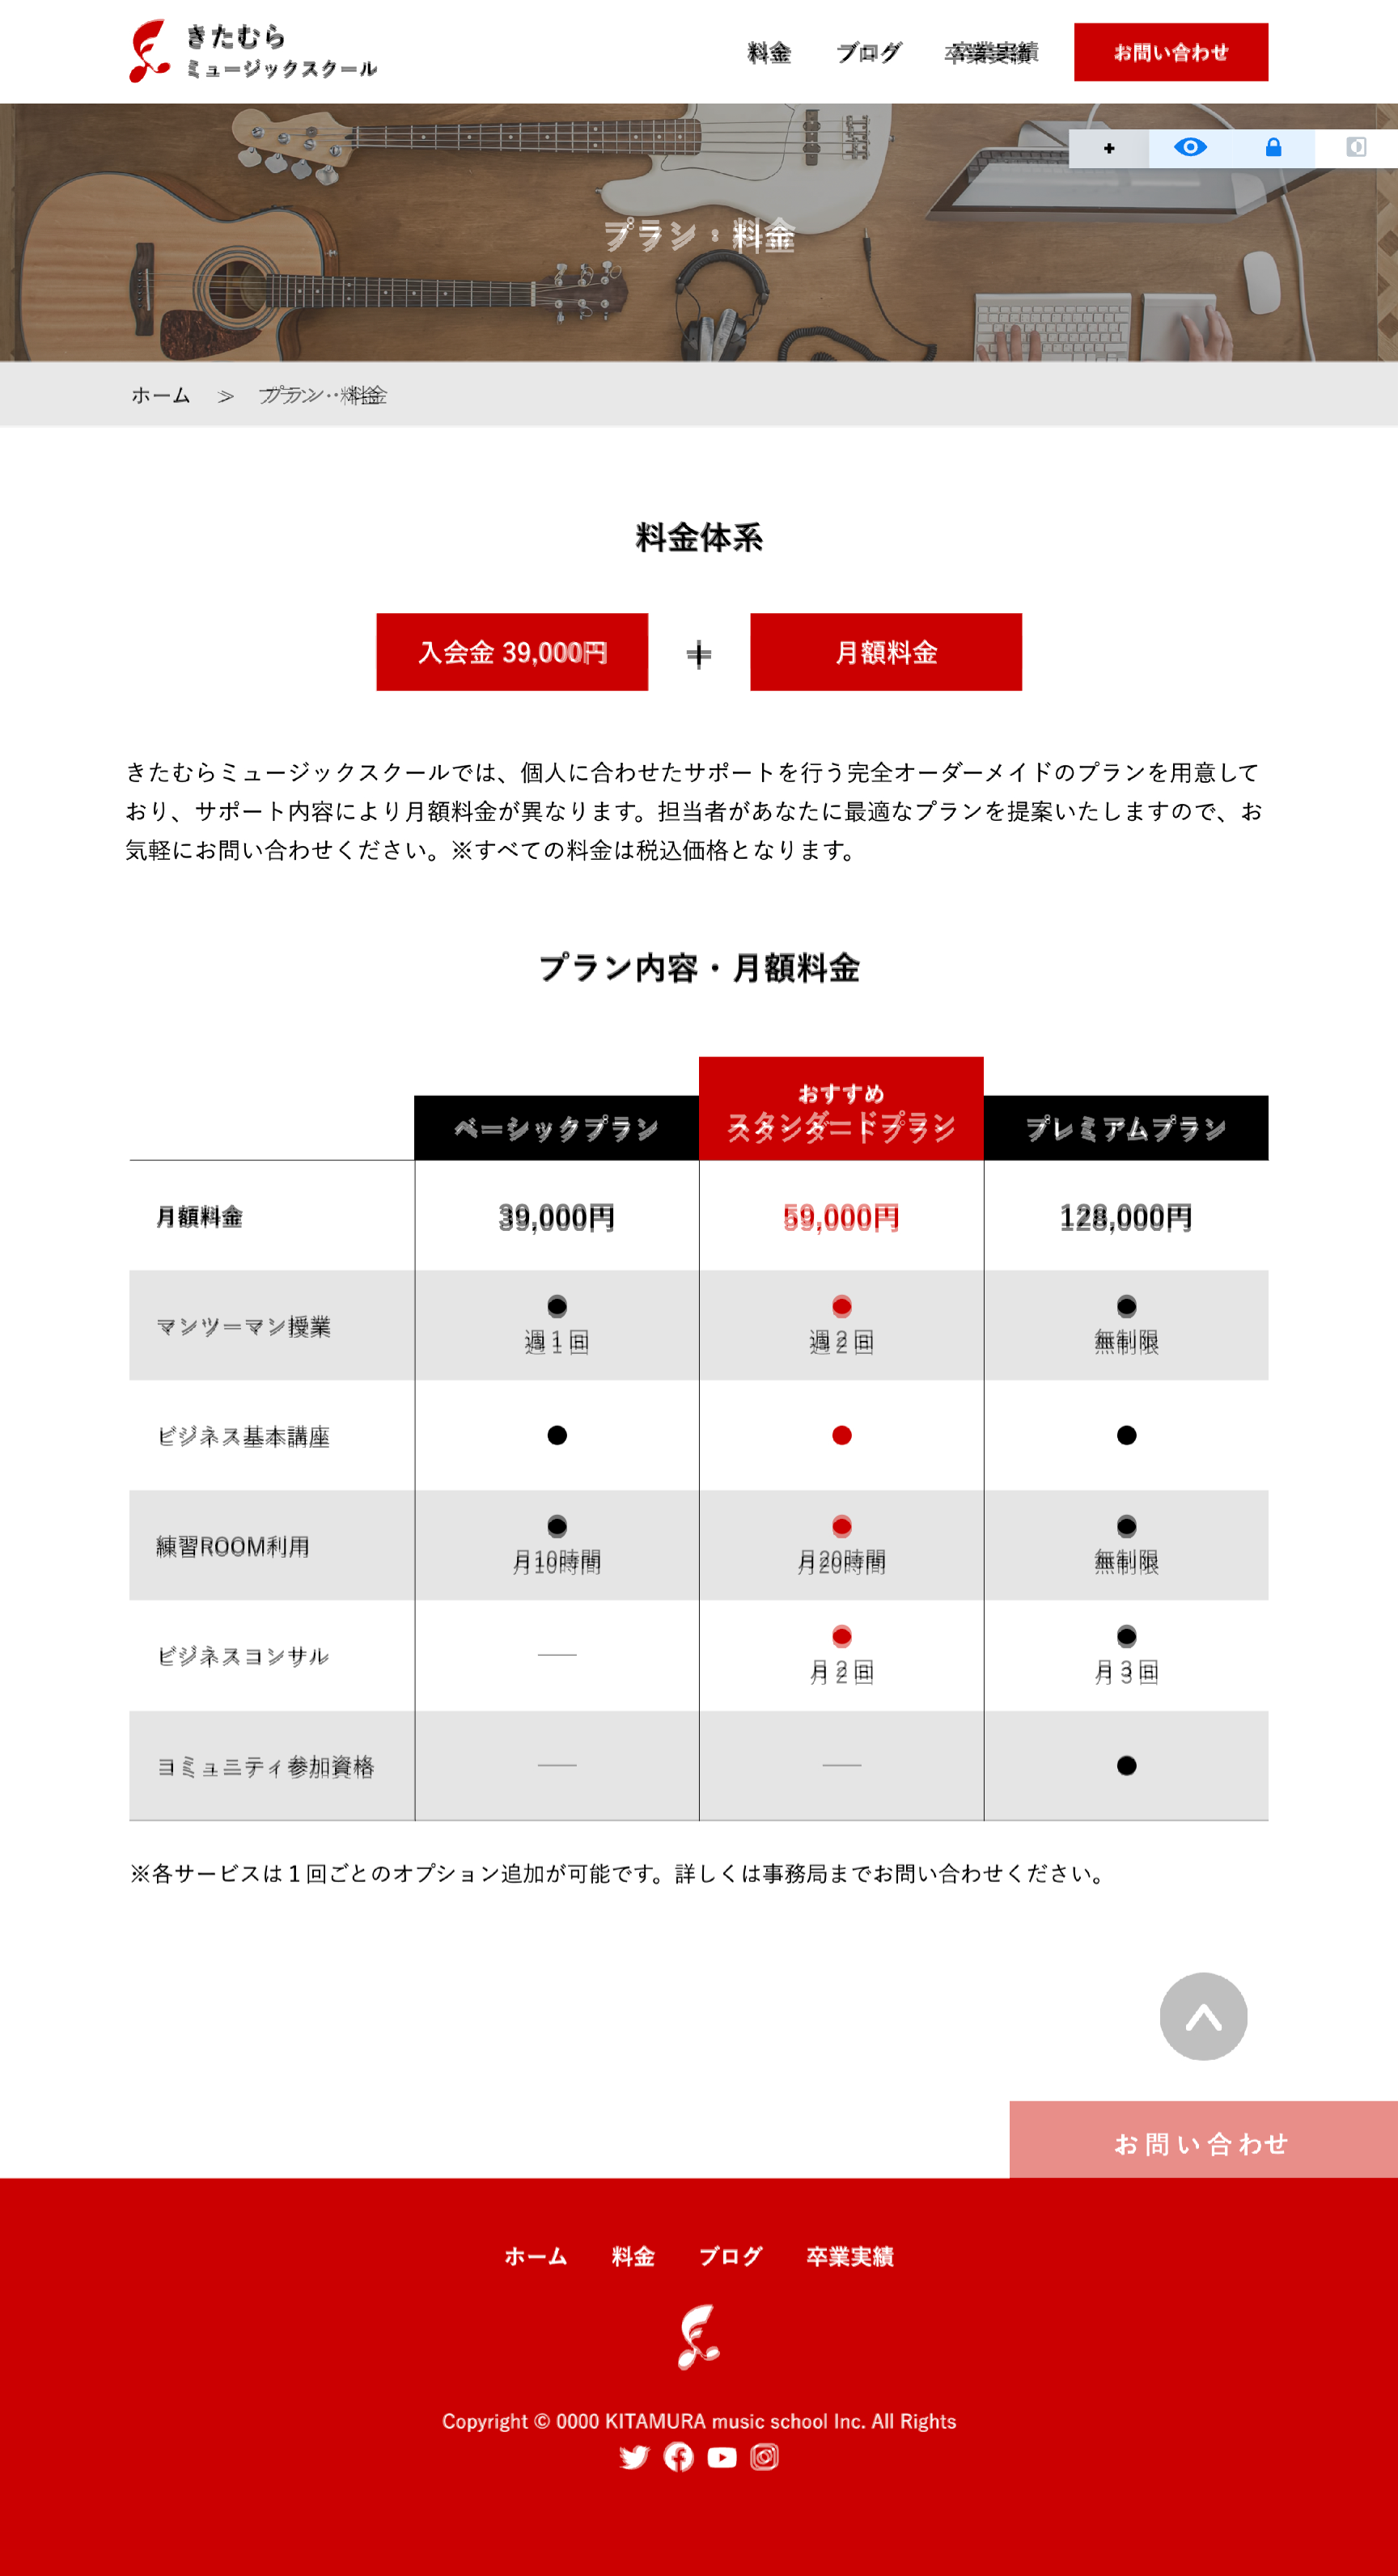 きたむら
ミュージックスクール
料金 ブログ 卒業実績 お問い合わせ
プラン・料金
ホーム ＞ プラン・料金
料金体系
入会金 39,000円 + 月額料金
きたむらミュージックスクールでは、個人に合わせたサポートを行う完全オーダーメイドのプランを用意して
おり、サポート内容により月額料金が異なります。担当者があなたに最適なプランを提案いたしますので、お
気軽にお問い合わせください。※すべての料金は税込価格となります。
プラン内容・月額料金
おすすめ
ベーシックプラン スタンダードプラン プレミアムプラン
月額料金 39,000円 59,000円 128,000円
マンツーマン授業 ● ● ●
週1回 週2回 無制限
ビジネス基本講座 ● ● ●
練習ROOM利用 ● ● ●
月10時間 月20時間 無制限
ビジネスコンサル — ● ●
月2回 月3回
コミュニティ参加資格 — — ●
※各サービスは1回ごとのオプション追加が可能です。詳しくは事務局までお問い合わせください。
お問い合わせ
ホーム 料金 ブログ 卒業実績
Copyright © 0000 KITAMURA music school Inc. All Rights